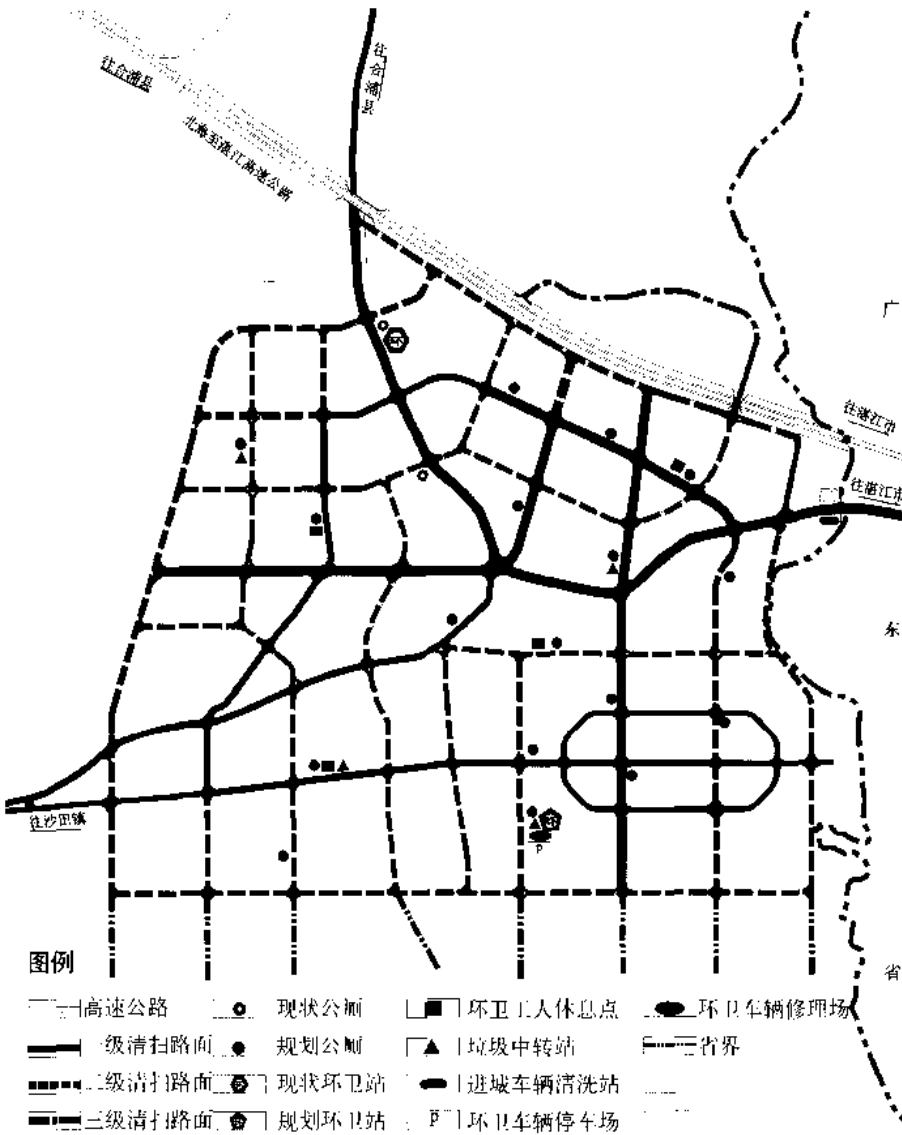 往合浦县
往合浦县
北海至湛江高速公路
广
往湛江市
往湛江市
东
往沙田镇
P
省
图例
高速公路
现状公厕
环卫工人休息点
环卫车辆修理场
一级清扫路面
规划公厕
垃圾中转站
省界
二级清扫路面
现状环卫站
进城车辆清洗站
三级清扫路面
规划环卫站
P
环卫车辆停车场